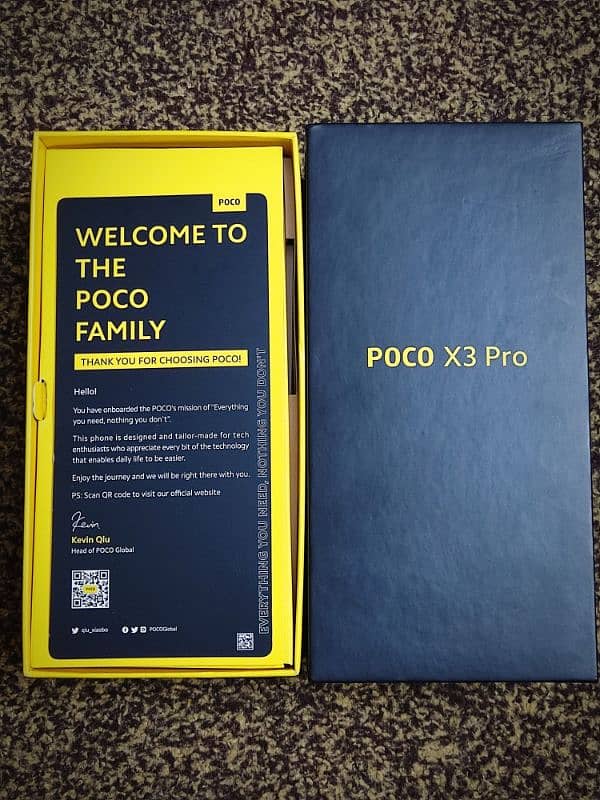 POCO
WELCOME TO
THE
POCO
FAMILY
THANK YOU FOR CHOOSING POCO!
Hello!
You have onboarded the POCO's mission of "Everything
you need, nothing you don't".
This phone is designed and tailor-made for tech
enthusiasts who appreciate every bit of the technology
that enables daily life to be easier.
Enjoy the journey and we will be right there with you.
PS: Scan QR code to visit our official website
Kevin
Kevin Qiu
Head of POCO Global
POCO
qiu_xiaobo
POCOGlobal
EVERYTHING YOU NEED, NOTHING YOU DON'T
POCO X3 Pro